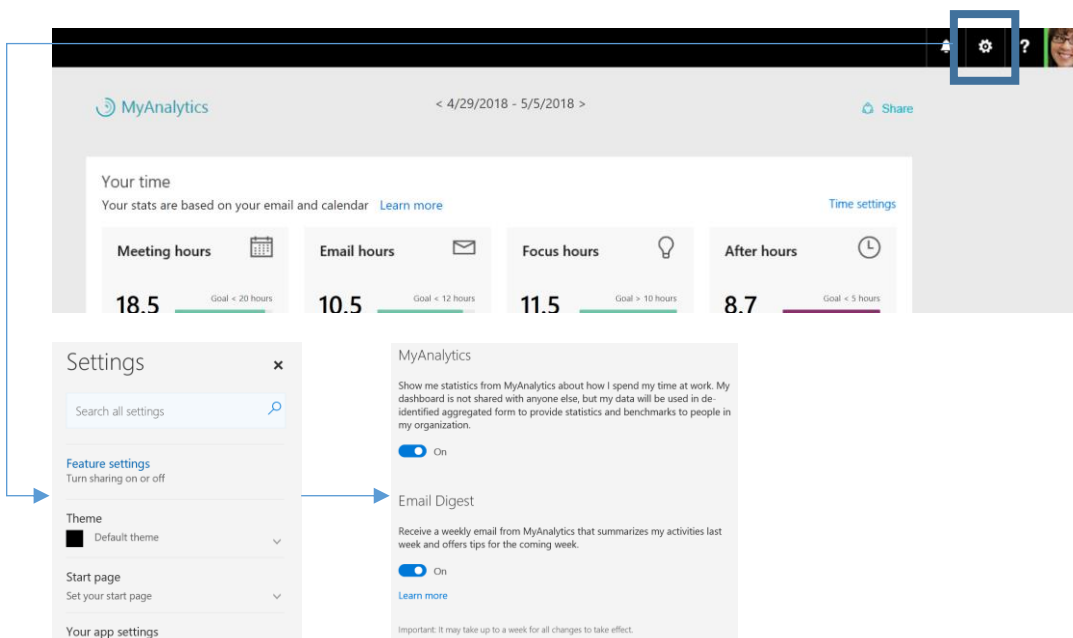 ?
MyAnalytics
< 4/29/2018 - 5/5/2018 >
Share
Your time
Your stats are based on your email and calendar Learn more
Time settings
Meeting hours
Email hours
Focus hours
After hours
18.5 Goal < 20 hours
10.5 Goal < 12 hours
11.5 Goal > 10 hours
8.7 Goal < 5 hours
Settings ×
Search all settings
Feature settings
Turn sharing on or off
Theme
Default theme
Start page
Set your start page
Your app settings
MyAnalytics
Show me statistics from MyAnalytics about how I spend my time at work. My
dashboard is not shared with anyone else, but my data will be used in de-
identified aggregated form to provide statistics and benchmarks to people in
my organization.
On
Email Digest
Receive a weekly email from MyAnalytics that summarizes my activities last
week and offers tips for the coming week.
On
Learn more
Important: It may take up to a week for all changes to take effect.